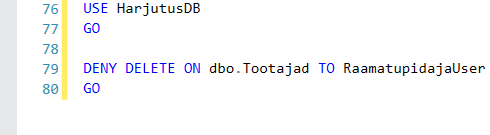 76 USE HarjutusDB
77 GO
78
79 DENY DELETE ON dbo.Tootajad TO RaamatupidajaUser
80 GO